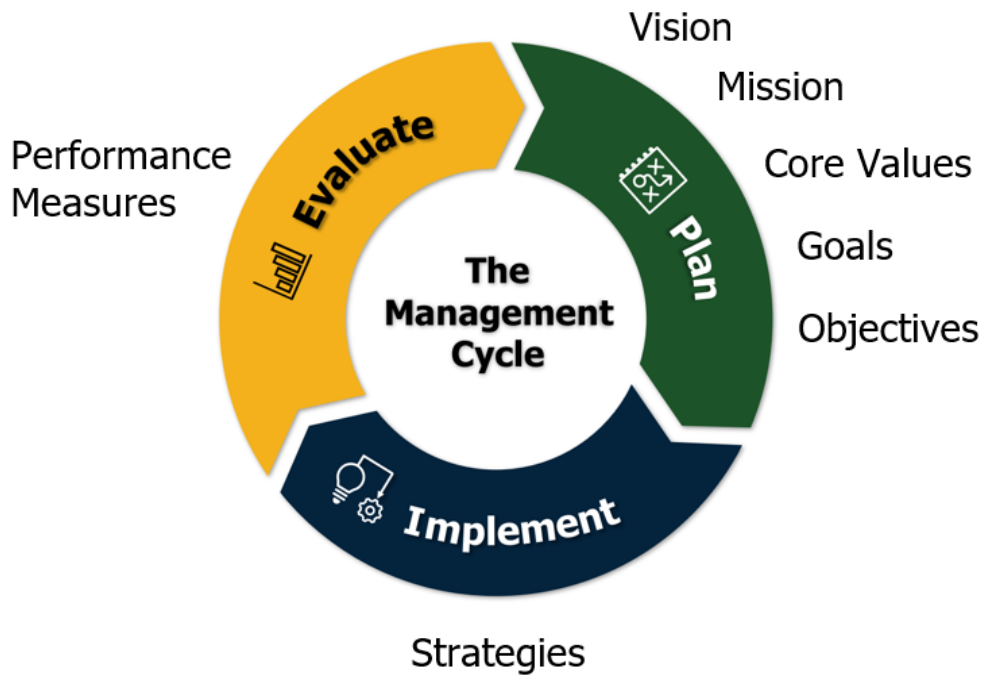 Vision
Mission
Core Values
Goals
Objectives
Plan
Implement
Strategies
Evaluate
Performance
Measures
The
Management
Cycle